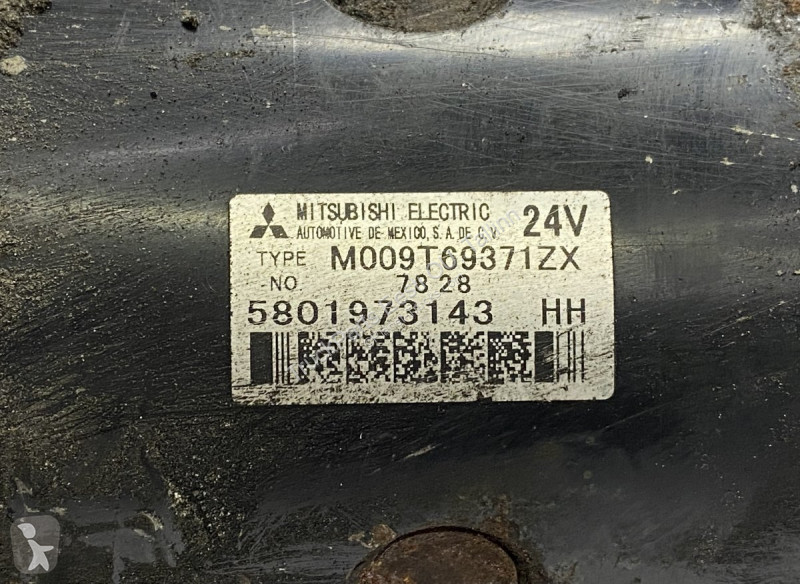 MITSUBISHI ELECTRIC 24V
AUTOMOTIVE DE MEXICO, S.A. DE C.V.
TYPE M009T69371ZX
-NO 7828
5801973143 HH